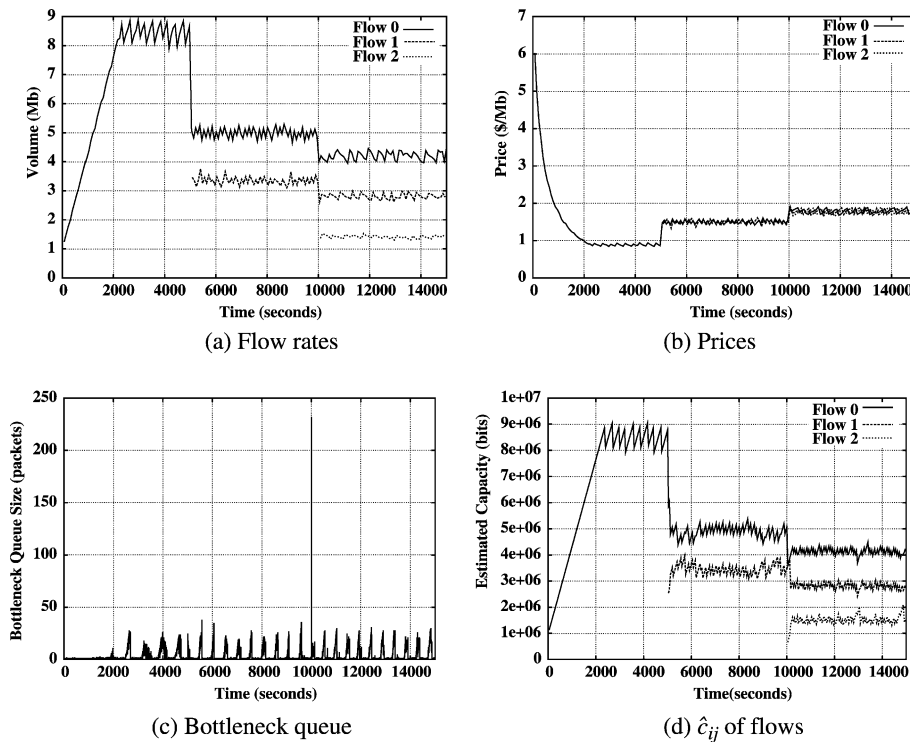 9
8
7
6
5
4
3
2
1
0
Volume (Mb)
Flow 0
Flow 1
Flow 2
0 2000 4000 6000 8000 10000 12000 14000
Time (seconds)
(a) Flow rates
7
6
5
4
3
2
1
0
Price ($/Mb)
Flow 0
Flow 1
Flow 2
0 2000 4000 6000 8000 10000 12000 14000
Time (seconds)
(b) Prices
250
200
150
100
50
0
Bottleneck Queue Size (packets)
0 2000 4000 6000 8000 10000 12000 14000
Time (seconds)
(c) Bottleneck queue
1e+07
9e+06
8e+06
7e+06
6e+06
5e+06
4e+06
3e+06
2e+06
1e+06
0
Estimated Capacity (bits)
Flow 0
Flow 1
Flow 2
0 2000 4000 6000 8000 10000 12000 14000
Time(seconds)
(d) ĉij of flows